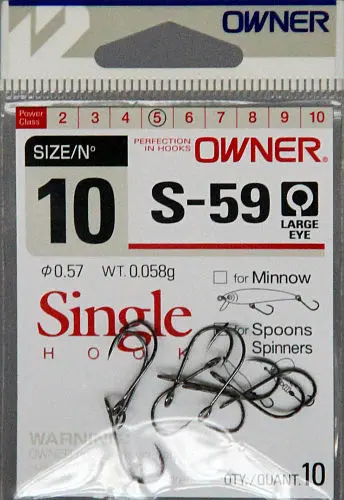 OWNER
Power Class 2 3 4 5 6 7 8 9 10
SIZE/Nº
10
PERFECTION IN HOOKS
OWNER®
S-59
LARGE EYE
φ0.57 WT. 0.058g
for Minnow
Single
HOOK
for Spoons
Spinners
WARNING:
QTY./QUANT. 10